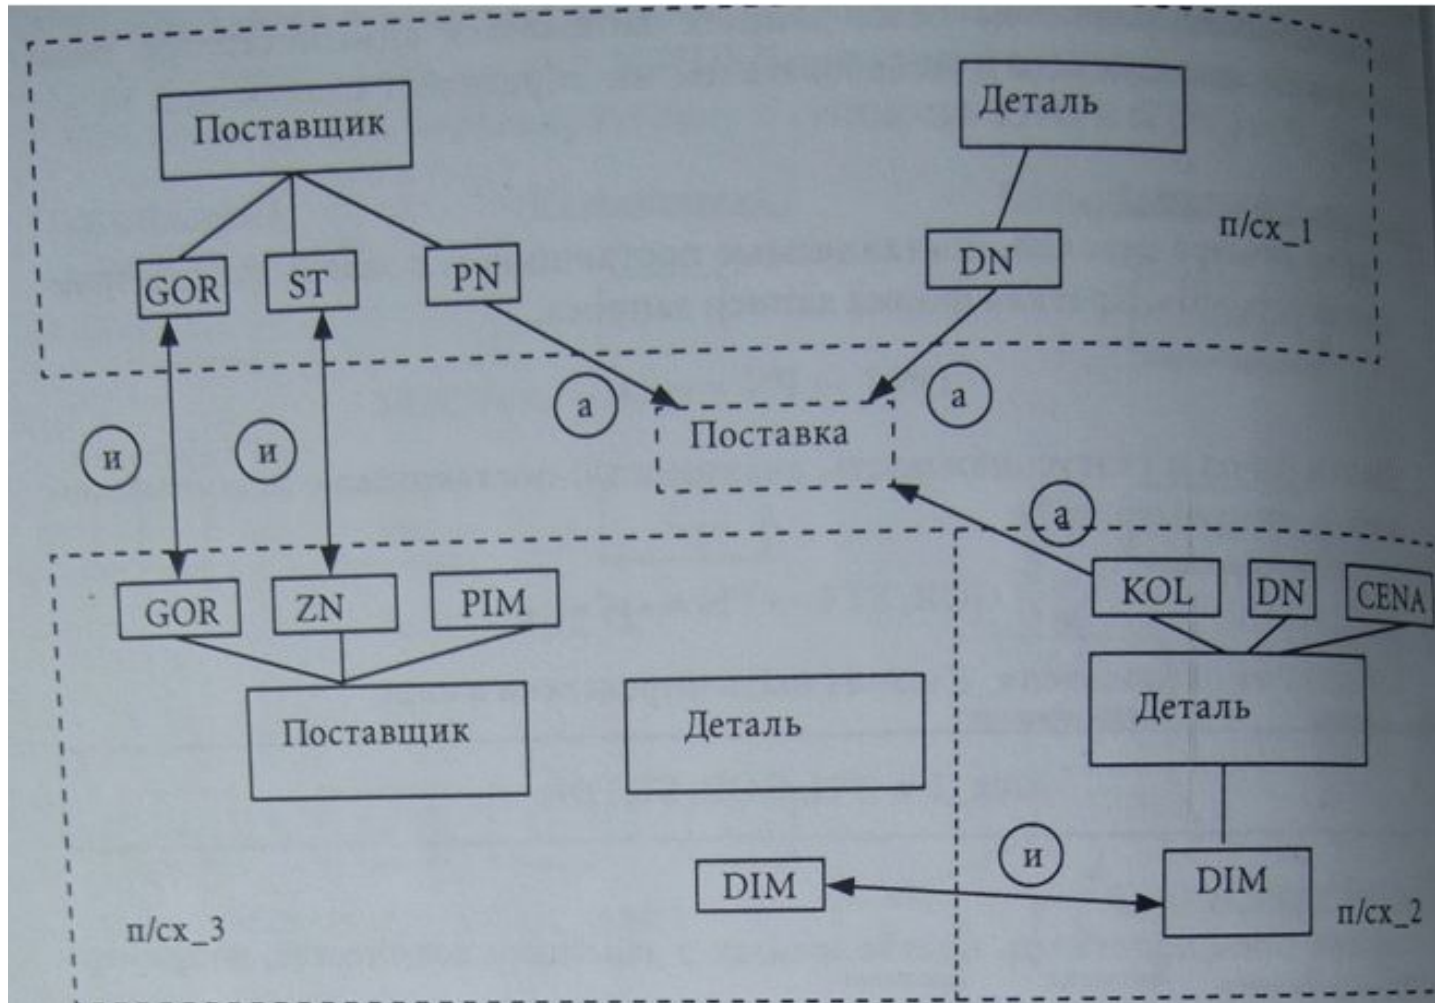 Поставщик
Деталь
п/сх_1
GOR
ST
PN
DN
а
а
и
и
Поставка
а
GOR
ZN
PIM
KOL
DN
CENA
Поставщик
Деталь
Деталь
и
DIM
DIM
п/сх_3
п/сх_2